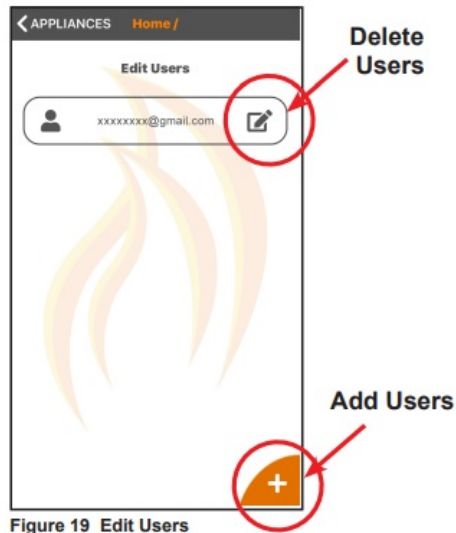 APPLIANCES Home /
Delete
Users
Edit Users
xxxxxxxx@gmail.com
Add Users
+
Figure 19 Edit Users